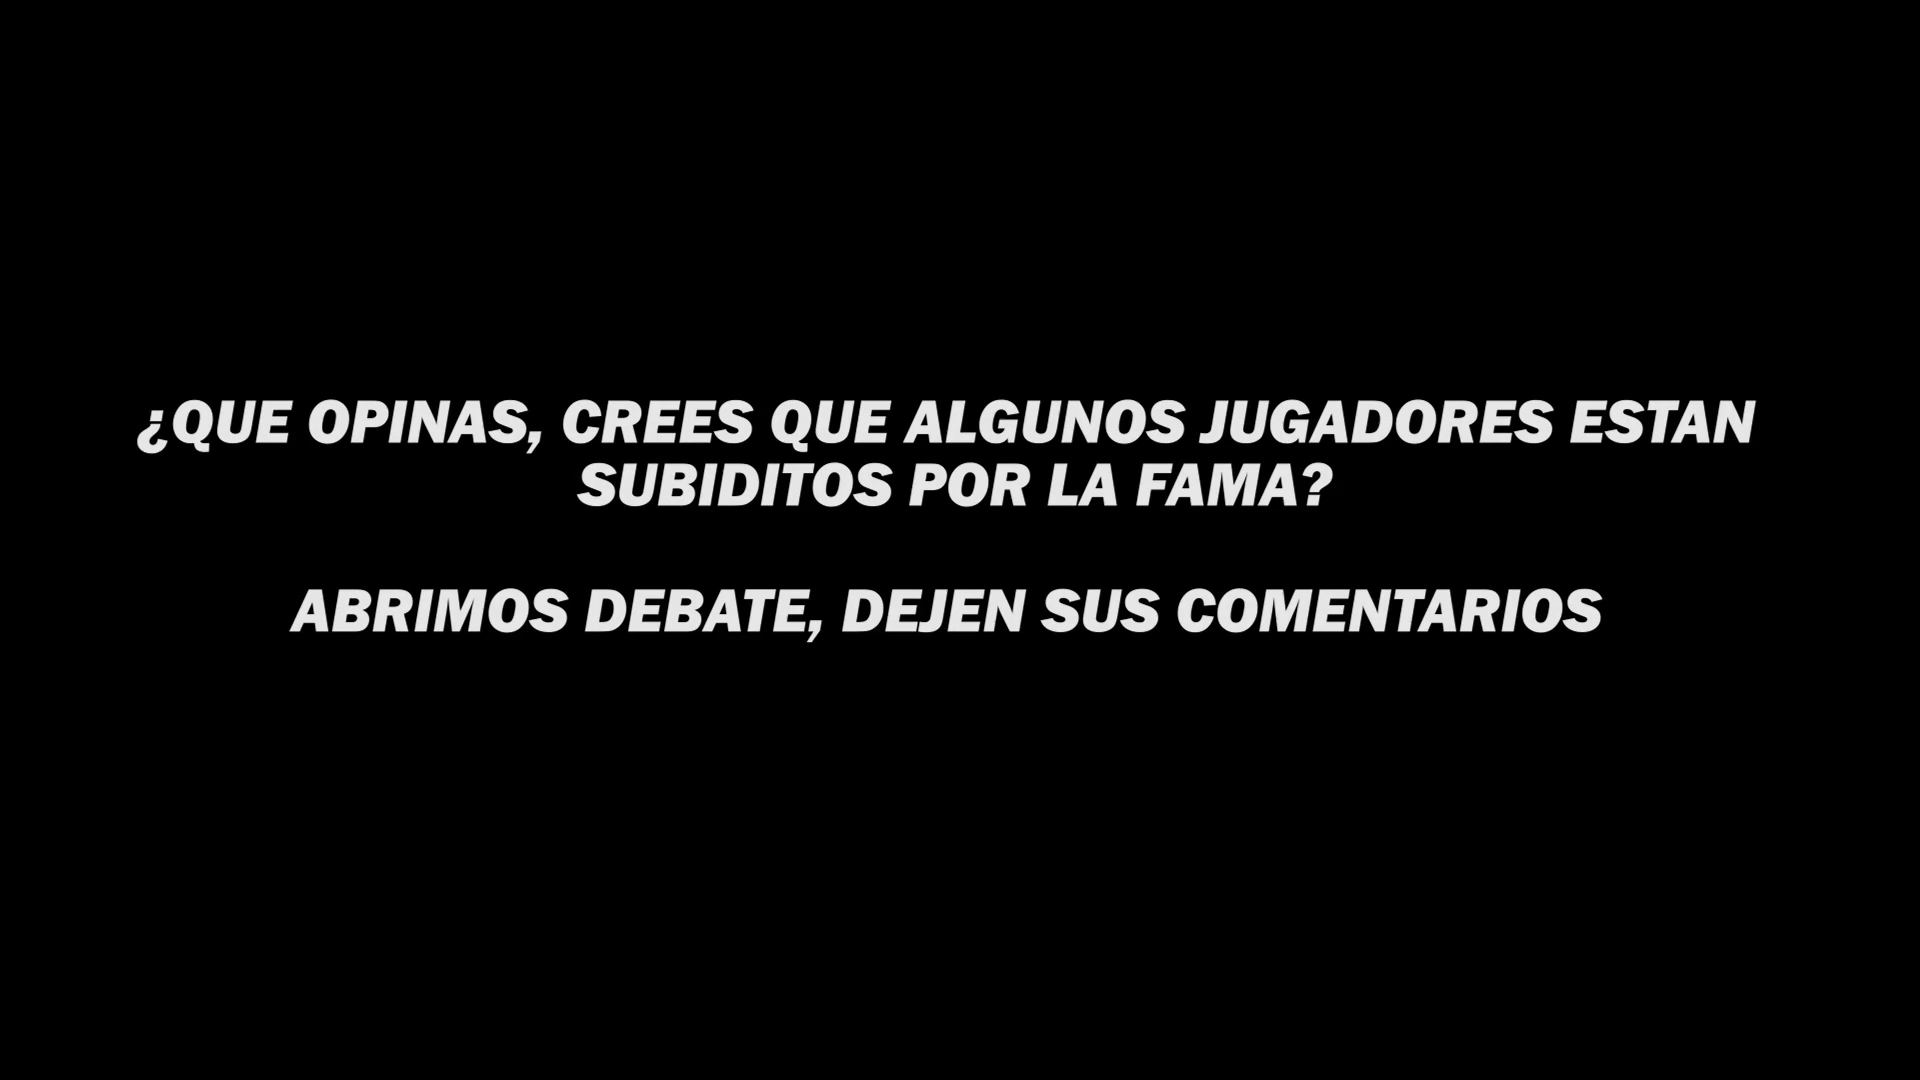 ¿QUE OPINAS, CREES QUE ALGUNOS JUGADORES ESTAN
SUBIDITOS POR LA FAMA?
ABRIMOS DEBATE, DEJEN SUS COMENTARIOS